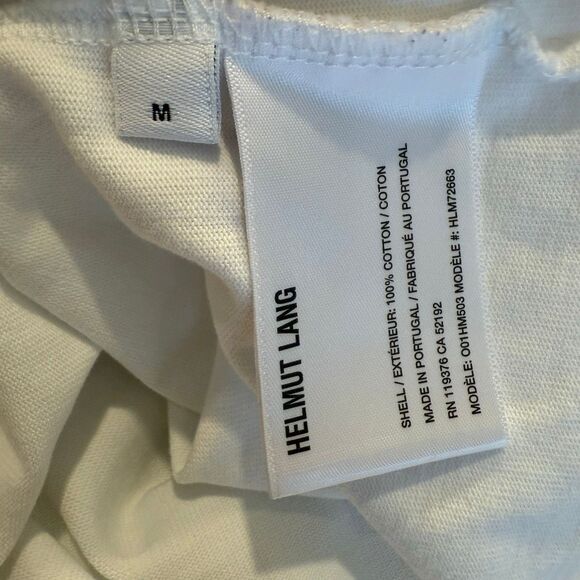 M
HELMUT LANG
SHELL / EXTÉRIEUR: 100% COTTON / COTON
MADE IN PORTUGAL / FABRIQUÉ AU PORTUGAL
RN 119376 CA 52192
MODÈLE: O01HM503 MODÈLE #: HLM72663